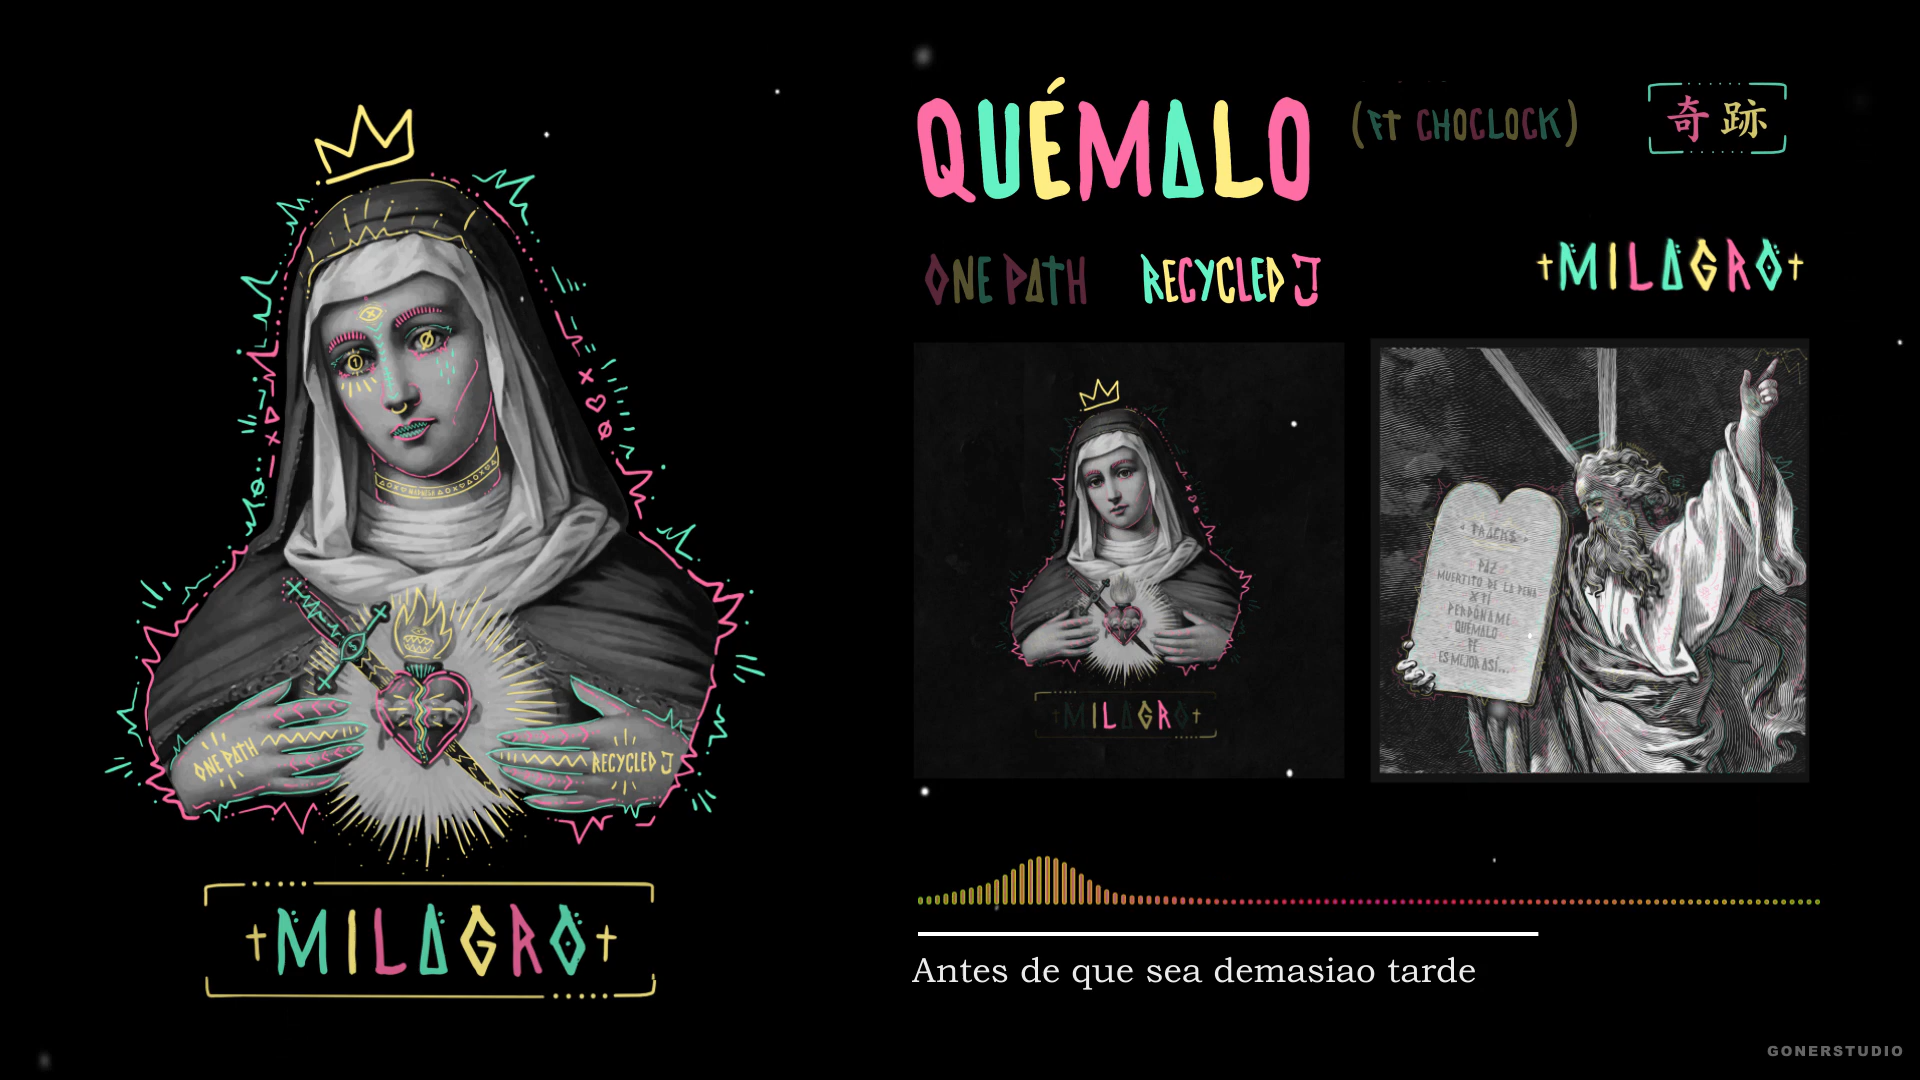 QUÉMALO (Ft CHOCLOCK)
奇跡
ONE PATH RECYCLED J
†MILAGRO†
ONE PATH
RECYCLED J
†MILAGRO†
†MILAGRO†
TRACKS
PAZ
MUERTITO DE LA PENA
X TÍ
PERDÓNAME
QUÉMALO
FE
ES MEJOR ASÍ...
Antes de que sea demasiao tarde
GONERSTUDIO